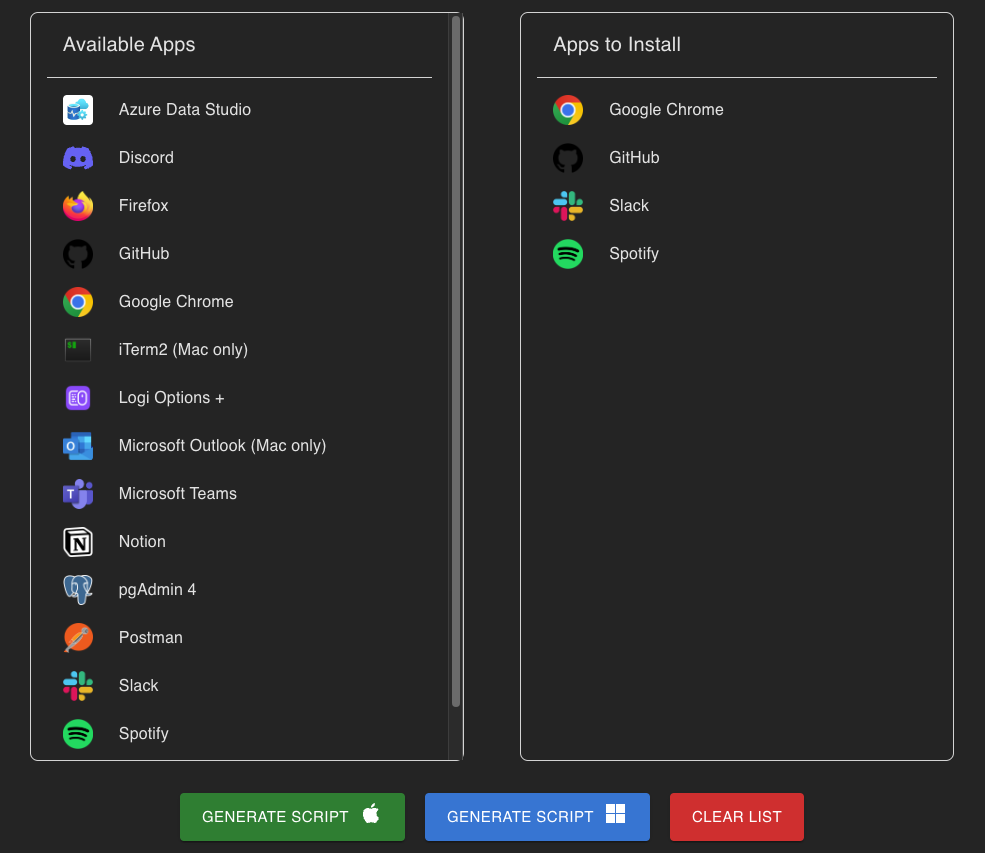 Available Apps
Azure Data Studio
Discord
Firefox
GitHub
Google Chrome
iTerm2 (Mac only)
Logi Options +
Microsoft Outlook (Mac only)
Microsoft Teams
Notion
pgAdmin 4
Postman
Slack
Spotify
Apps to Install
Google Chrome
GitHub
Slack
Spotify
GENERATE SCRIPT
GENERATE SCRIPT
CLEAR LIST